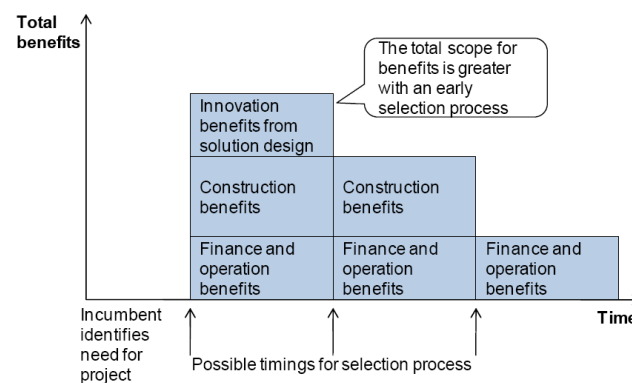 Total
benefits
The total scope for
benefits is greater
with an early
selection process
Innovation
benefits from
solution design
Construction
benefits
Construction
benefits
Finance and
operation
benefits
Finance and
operation
benefits
Finance and
operation
benefits
Incumbent
identifies
need for
project
Possible timings for selection process
Time